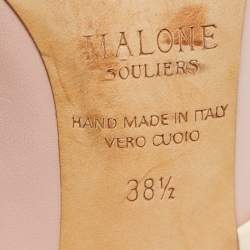 MALONE
SOULIERS
HAND MADE IN ITALY
VERO CUOIO
38½